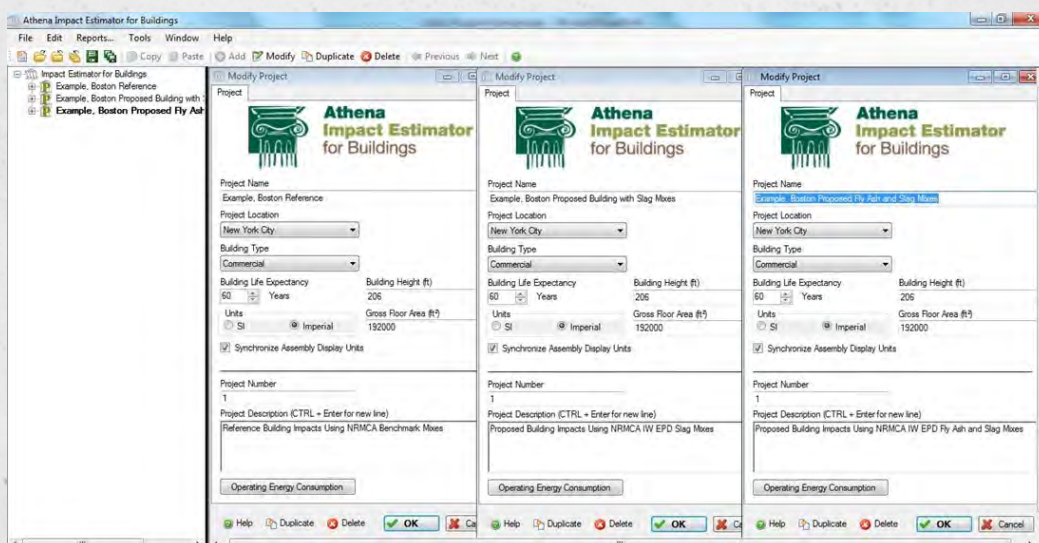 Athena Impact Estimator for Buildings
File Edit Reports... Tools Window Help
Copy Paste Add Modify Duplicate Delete Previous Next
Impact Estimator for Buildings
Example, Boston Reference
Example, Boston Proposed Building with
Example, Boston Proposed Fly Ash
Modify Project
Project
Athena
Impact Estimator
for Buildings
Project Name
Example, Boston Reference
Project Location
New York City
Building Type
Commercial
Building Life Expectancy Building Height (ft)
60 Years 206
Units Gross Floor Area (ft²)
SI Imperial 192000
Synchronize Assembly Display Units
Project Number
1
Project Description (CTRL + Enter for new line)
Reference Building Impacts Using NRMCA Benchmark Mixes
Operating Energy Consumption
Help Duplicate Delete OK Ca
Modify Project
Project
Athena
Impact Estimator
for Buildings
Project Name
Example, Boston Proposed Building with Slag Mixes
Project Location
New York City
Building Type
Commercial
Building Life Expectancy Building Height (ft)
60 Years 206
Units Gross Floor Area (ft²)
SI Imperial 192000
Synchronize Assembly Display Units
Project Number
1
Project Description (CTRL + Enter for new line)
Proposed Building Impacts Using NRMCA IW EPD Slag Mixes
Operating Energy Consumption
Help Duplicate Delete OK Ca
Modify Project
Project
Athena
Impact Estimator
for Buildings
Project Name
Example, Boston Proposed Fly Ash and Slag Mixes
Project Location
New York City
Building Type
Commercial
Building Life Expectancy Building Height (ft)
60 Years 206
Units Gross Floor Area (ft²)
SI Imperial 192000
Synchronize Assembly Display Units
Project Number
1
Project Description (CTRL + Enter for new line)
Proposed Building Impacts Using NRMCA IW EPD Fly Ash and Slag Mixes
Operating Energy Consumption
Help Duplicate Delete OK Cancel